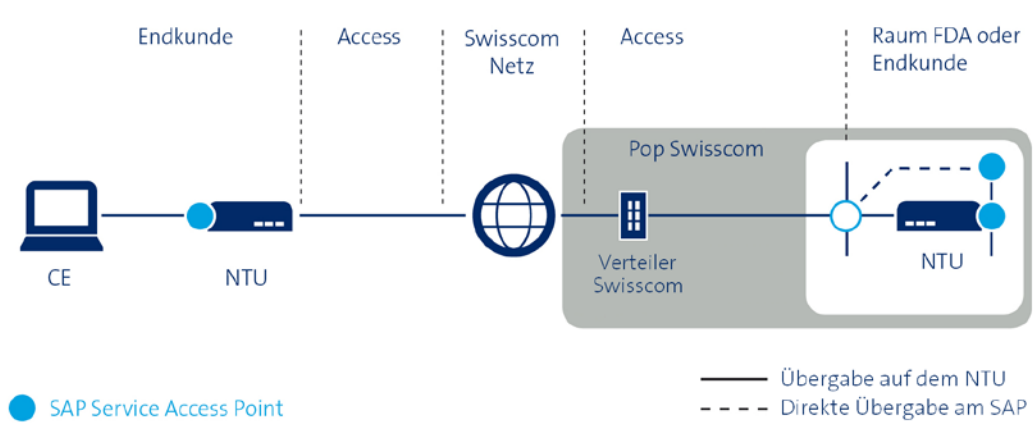 Endkunde
Access
Swisscom
Netz
Access
Raum FDA oder
Endkunde
Pop Swisscom
CE
NTU
Verteiler
Swisscom
NTU
SAP Service Access Point
Übergabe auf dem NTU
Direkte Übergabe am SAP